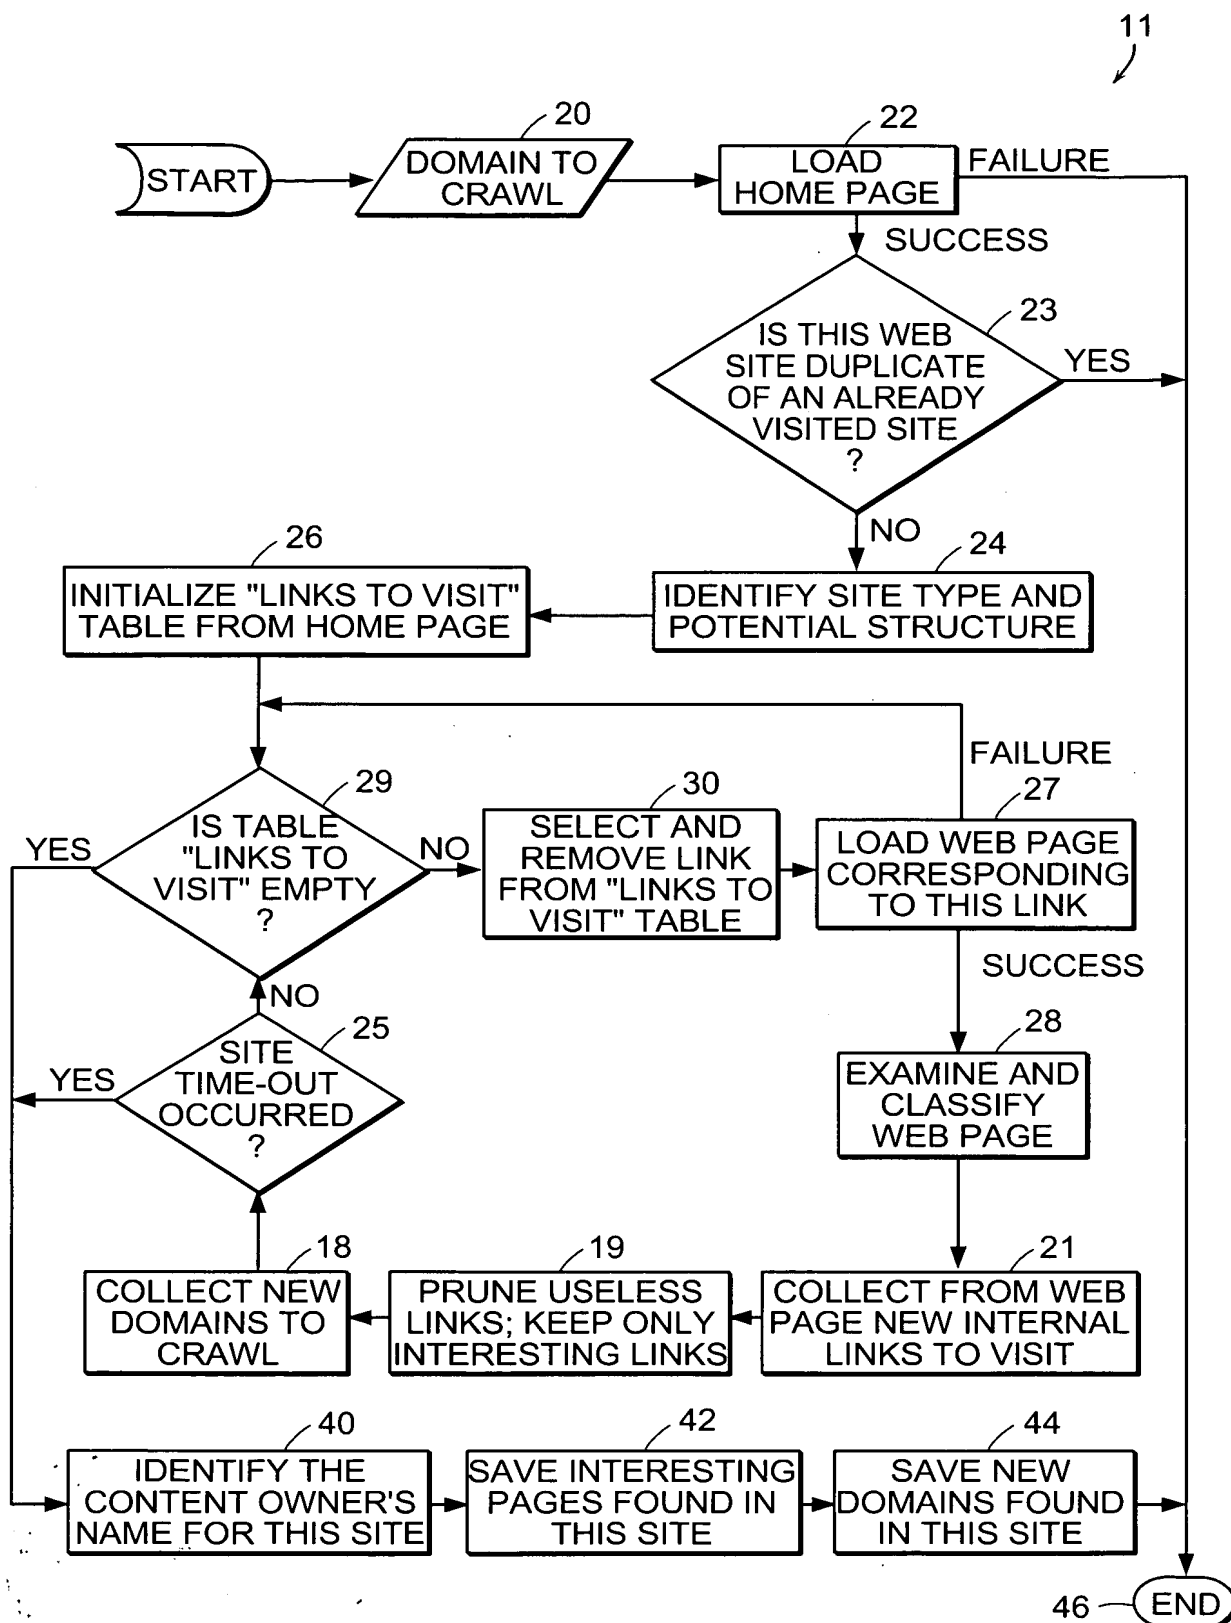 11
START
20
DOMAIN TO
CRAWL
22
LOAD
HOME PAGE
FAILURE
SUCCESS
23
IS THIS WEB
SITE DUPLICATE
OF AN ALREADY
VISITED SITE
?
YES
NO
24
IDENTIFY SITE TYPE AND
POTENTIAL STRUCTURE
26
INITIALIZE "LINKS TO VISIT"
TABLE FROM HOME PAGE
29
IS TABLE
"LINKS TO
VISIT" EMPTY
?
YES
NO
30
SELECT AND
REMOVE LINK
FROM "LINKS TO
VISIT" TABLE
FAILURE
27
LOAD WEB PAGE
CORRESPONDING
TO THIS LINK
SUCCESS
28
EXAMINE AND
CLASSIFY
WEB PAGE
NO
25
SITE
TIME-OUT
OCCURRED
?
YES
18
COLLECT NEW
DOMAINS TO
CRAWL
19
PRUNE USELESS
LINKS; KEEP ONLY
INTERESTING LINKS
21
COLLECT FROM WEB
PAGE NEW INTERNAL
LINKS TO VISIT
40
IDENTIFY THE
CONTENT OWNER'S
NAME FOR THIS SITE
42
SAVE INTERESTING
PAGES FOUND IN
THIS SITE
44
SAVE NEW
DOMAINS FOUND
IN THIS SITE
46
END